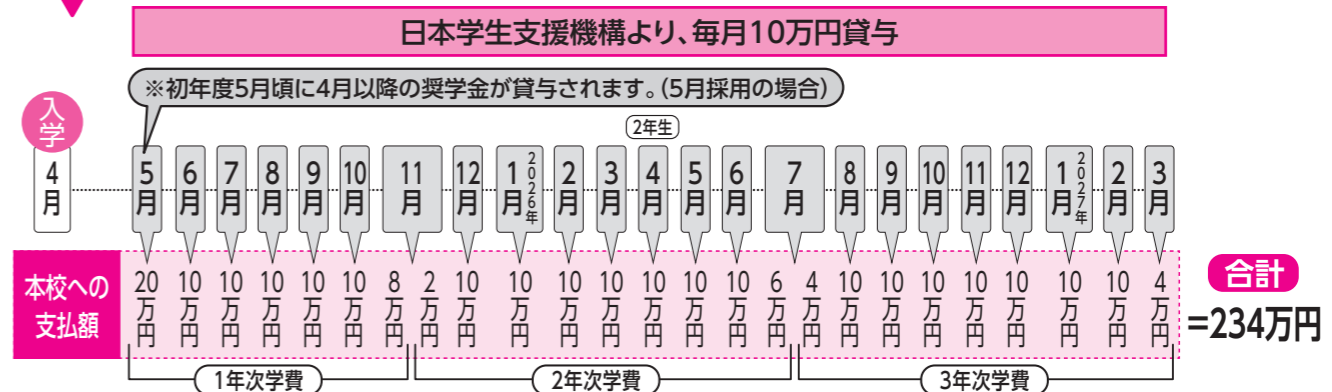 日本学生支援機構より、毎月10万円貸与
※初年度5月頃に4月以降の奨学金が貸与されます。(5月採用の場合)
入学
2年生
4月 5月 6月 7月 8月 9月 10月 11月 12月 1月 2026年 2月 3月 4月 5月 6月 7月 8月 9月 10月 11月 12月 1月 2027年 2月 3月
本校への支払額
20万円 10万円 10万円 10万円 10万円 10万円 8万円 2万円 10万円 10万円 10万円 10万円 10万円 10万円 10万円 6万円 4万円 10万円 10万円 10万円 10万円 10万円 10万円 10万円 4万円
合計
=234万円
1年次学費 2年次学費 3年次学費